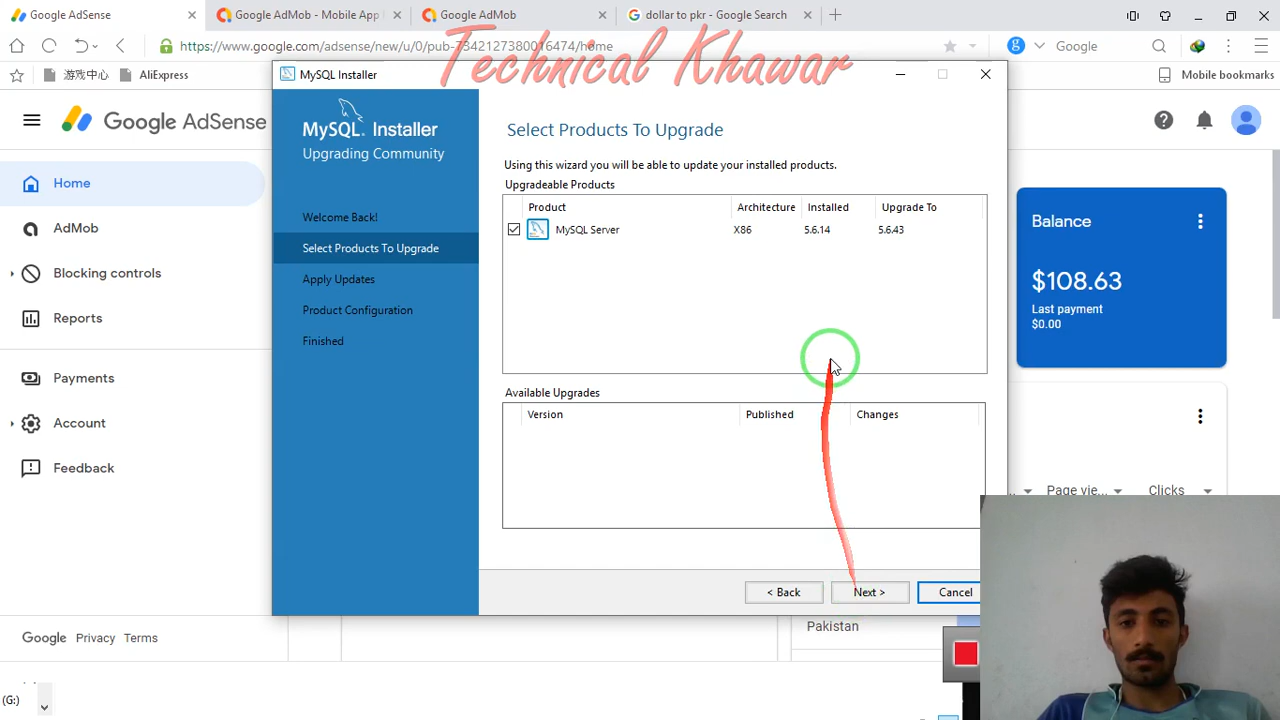 Google AdSense
Google AdMob - Mobile App
Google AdMob
dollar to pkr - Google Search
https://www.google.com/adsense/new/u/0/pub-7342127380016474/home
Google
游戏中心
AliExpress
Mobile bookmarks
Technical Khawar
Google AdSense
Home
AdMob
Blocking controls
Reports
Payments
Account
Feedback
Google Privacy Terms
(G:)
MySQL Installer
MySQL. Installer
Upgrading Community
Welcome Back!
Select Products To Upgrade
Apply Updates
Product Configuration
Finished
Select Products To Upgrade
Using this wizard you will be able to update your installed products.
Upgradeable Products
Product Architecture Installed Upgrade To
MySQL Server X86 5.6.14 5.6.43
Available Upgrades
Version Published Changes
< Back Next > Cancel
Balance
$108.63
Last payment
$0.00
Page vie... Clicks
Pakistan